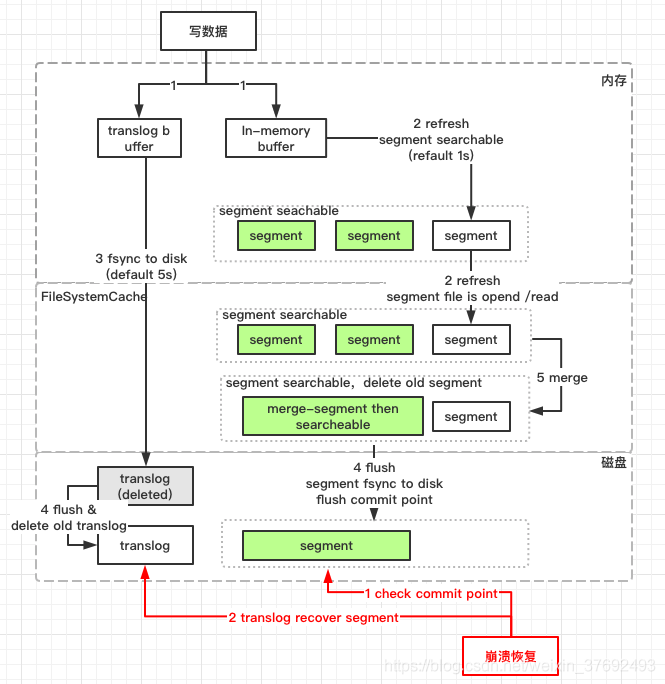 写数据
内存
1
1
translog b
uffer
In-memory
buffer
2 refresh
segment searchable
(refault 1s)
segment seachable
segment
segment
segment
3 fsync to disk
(default 5s)
2 refresh
segment file is opend /read
FileSystemCache
segment searchable
segment
segment
segment
5 merge
segment searchable，delete old segment
merge-segment then
searcheable
segment
磁盘
4 flush
segment fsync to disk
flush commit point
translog
(deleted)
4 flush &
delete old translog
translog
segment
1 check commit point
2 translog recover segment
崩溃恢复
https://blog.csdn.net/weixin_37692493